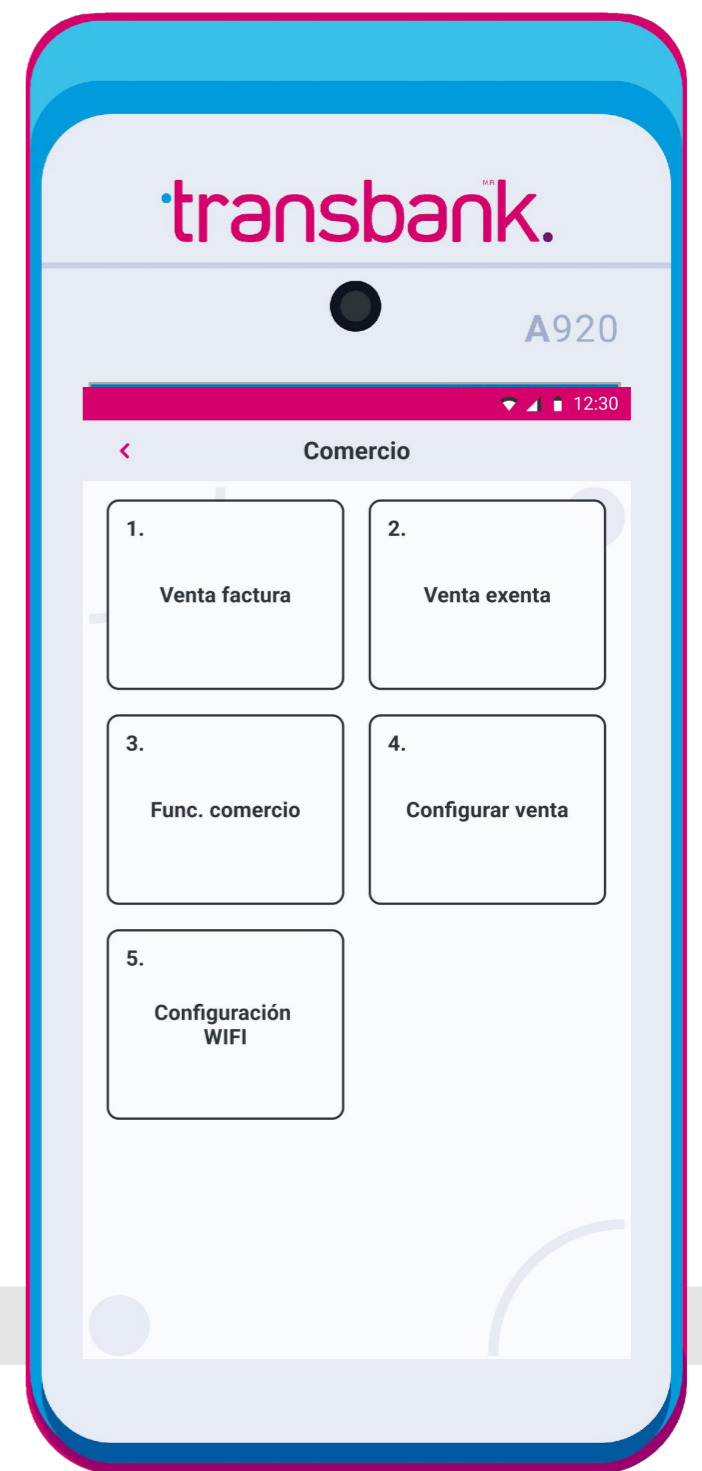 M.R.
transbank.
A920
12:30
Comercio
1.
Venta factura
2.
Venta exenta
3.
Func. comercio
4.
Configurar venta
5.
Configuración
WIFI